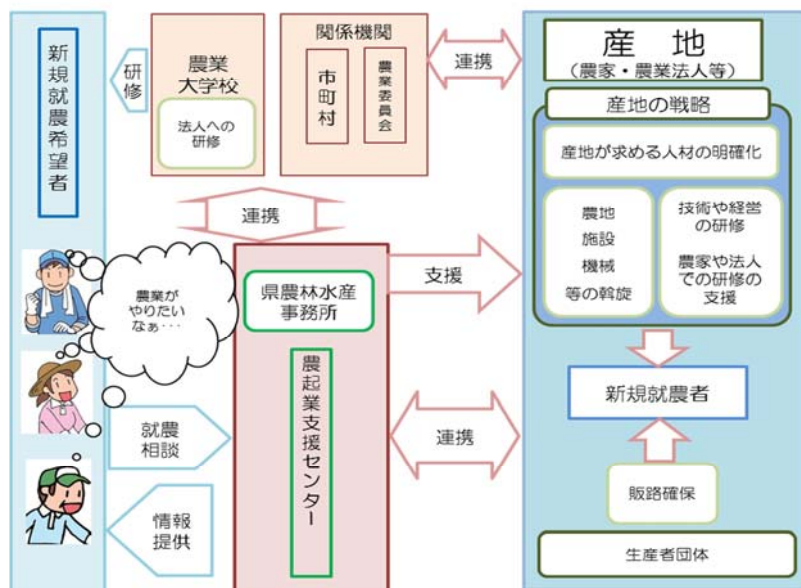 新規就農希望者
研修
農業
大学校
法人への
研修
関係機関
市町村
農業委員会
連携
産地
（農家・農業法人等）
産地の戦略
産地が求める人材の明確化
農地
施設
機械
等の斡旋
技術や経営
の研修
農家や法人
での研修の
支援
連携
農業が
やりたい
なぁ・・・
県農林水産
事務所
農起業支援センター
支援
新規就農者
就農
相談
連携
情報
提供
販路確保
生産者団体